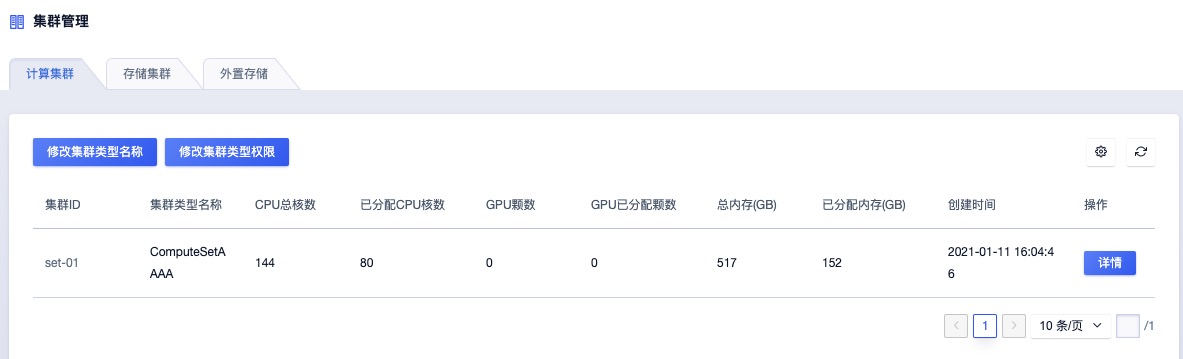 集群管理
计算集群 存储集群 外置存储
修改集群类型名称 修改集群类型权限
集群ID 集群类型名称 CPU总核数 已分配CPU核数 GPU颗数 GPU已分配颗数 总内存(GB) 已分配内存(GB) 创建时间 操作
set-01 ComputeSetA
AAA 144 80 0 0 517 152 2021-01-11 16:04:4
6 详情
1 10 条/页 /1